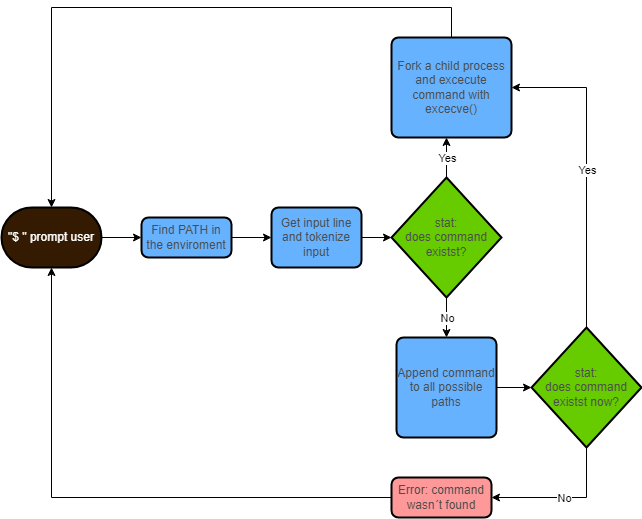 Fork a child process
and excecute
command with
excecve()
Yes
Yes
"$ " prompt user
Find PATH in
the enviroment
Get input line
and tokenize
input
stat:
does command
existst?
No
Append command
to all possible
paths
stat:
does command
existst now?
Error: command
wasn´t found
No